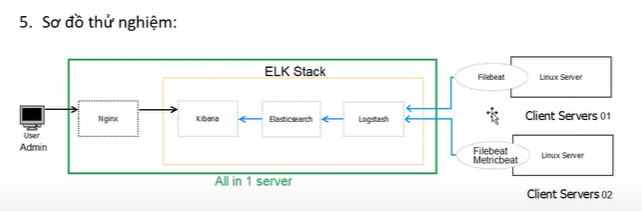 5. Sơ đồ thử nghiệm:
ELK Stack
User
Admin
Nginx
Kibana
Elasticsearch
Logstash
All in 1 server
Filebeat
Linux Server
Client Servers 01
Filebeat
Metricbeat
Linux Server
Client Servers 02